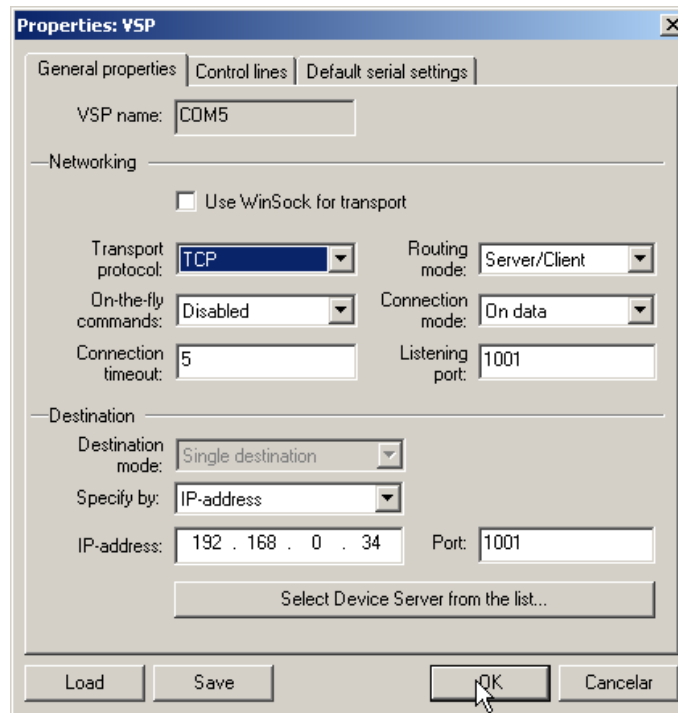 Properties: VSP
General properties Control lines Default serial settings
VSP name: COM5
Networking
Use WinSock for transport
Transport protocol: TCP Routing mode: Server/Client
On-the-fly commands: Disabled Connection mode: On data
Connection timeout: 5 Listening port: 1001
Destination
Destination mode: Single destination
Specify by: IP-address
IP-address: 192 . 168 . 0 . 34 Port: 1001
Select Device Server from the list...
Load Save OK Cancelar